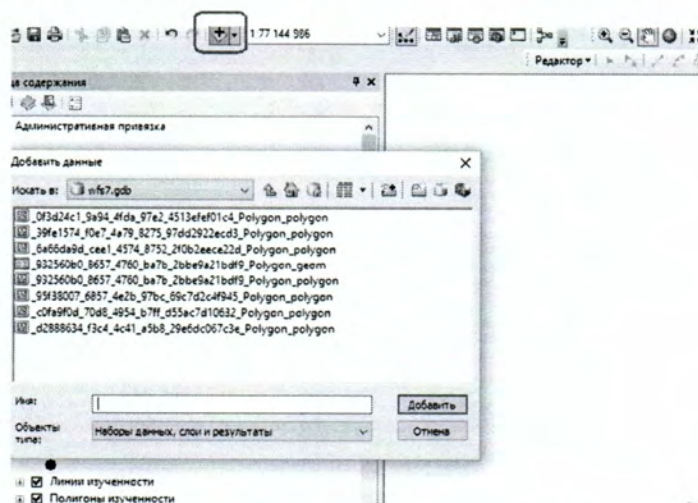 1 77 144 986
Редактор
ца содержания
Административная привязка
Добавить данные
Искать в: wfs7.gdb
_0f3d24c1_9a94_4fda_97e2_4513efef01c4_Polygon_polygon
_39fe1574_f0e7_4a79_8275_97dd2922ecd3_Polygon_polygon
_6a66da9d_cee1_4574_8752_2f0b2eece22d_Polygon_polygon
_932560b0_8657_4760_ba7b_2bbe9a21bdf9_Polygon_geom
_932560b0_8657_4760_ba7b_2bbe9a21bdf9_Polygon_polygon
_95f38007_6857_4e2b_97bc_69c7d2c4f945_Polygon_polygon
_c0fa9f0d_70d8_4954_b7ff_d55ac7d10632_Polygon_polygon
_d2888634_f3c4_4c41_a5b8_29e6dc067c3e_Polygon_polygon
Имя:
Добавить
Объекты типа: Наборы данных, слои и результаты
Отмена
Линии изученности
Полигоны изученности